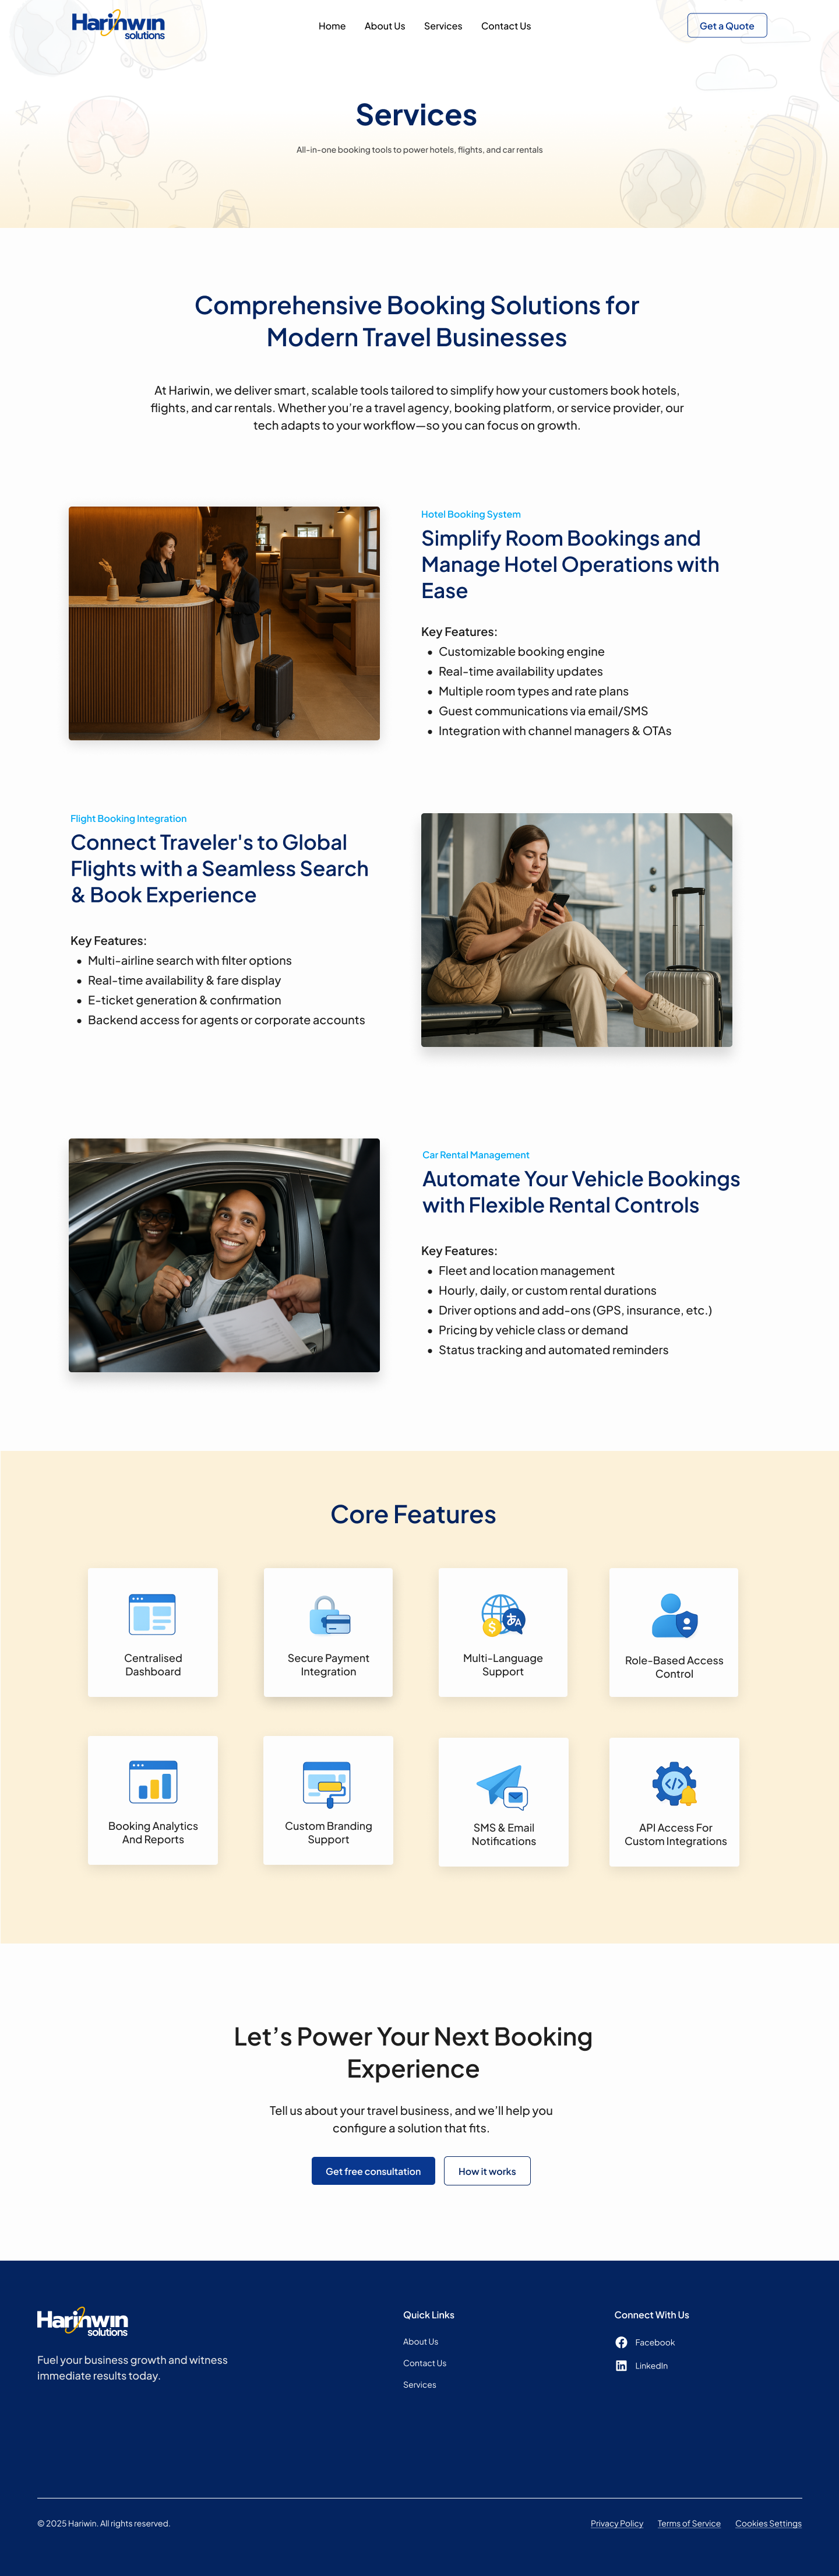 Harinwin
solutions
Home
About Us
Services
Contact Us
Get a Quote
Services
All-in-one booking tools to power hotels, flights, and car rentals
Comprehensive Booking Solutions for
Modern Travel Businesses
At Hariwin, we deliver smart, scalable tools tailored to simplify how your customers book hotels,
flights, and car rentals. Whether you're a travel agency, booking platform, or service provider, our
tech adapts to your workflow—so you can focus on growth.
Hotel Booking System
Simplify Room Bookings and
Manage Hotel Operations with
Ease
Key Features:
• Customizable booking engine
• Real-time availability updates
• Multiple room types and rate plans
• Guest communications via email/SMS
• Integration with channel managers & OTAs
Flight Booking Integration
Connect Traveler's to Global
Flights with a Seamless Search
& Book Experience
Key Features:
• Multi-airline search with filter options
• Real-time availability & fare display
• E-ticket generation & confirmation
• Backend access for agents or corporate accounts
Car Rental Management
Automate Your Vehicle Bookings
with Flexible Rental Controls
Key Features:
• Fleet and location management
• Hourly, daily, or custom rental durations
• Driver options and add-ons (GPS, insurance, etc.)
• Pricing by vehicle class or demand
• Status tracking and automated reminders
Core Features
Centralised
Dashboard
Secure Payment
Integration
Multi-Language
Support
Role-Based Access
Control
Booking Analytics
And Reports
Custom Branding
Support
SMS & Email
Notifications
API Access For
Custom Integrations
Let's Power Your Next Booking
Experience
Tell us about your travel business, and we'll help you
configure a solution that fits.
Get free consultation
How it works
Harinwin
solutions
Fuel your business growth and witness
immediate results today.
Quick Links
About Us
Contact Us
Services
Connect With Us
Facebook
LinkedIn
© 2025 Hariwin. All rights reserved.
Privacy Policy
Terms of Service
Cookies Settings